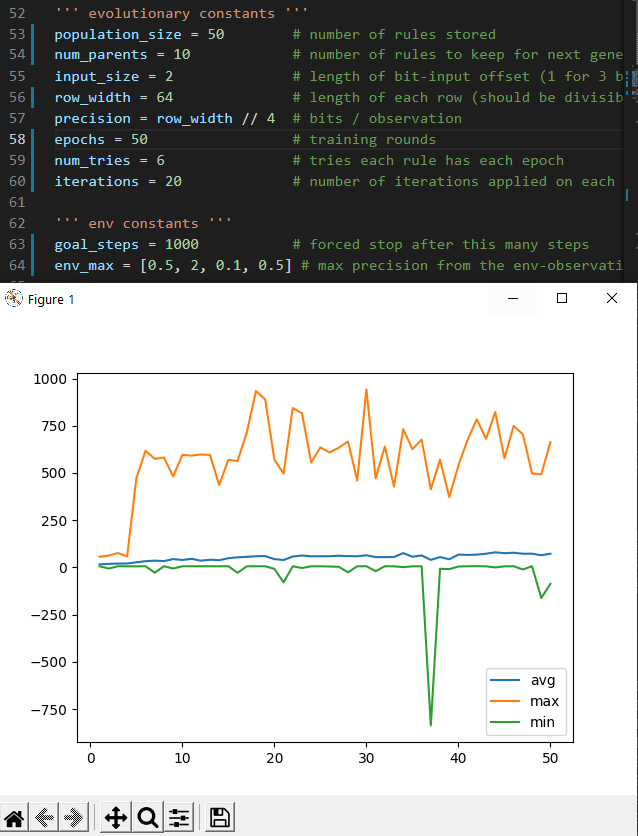 52 ''' evolutionary constants '''
53 population_size = 50 # number of rules stored
54 num_parents = 10 # number of rules to keep for next gene
55 input_size = 2 # length of bit-input offset (1 for 3 b
56 row_width = 64 # length of each row (should be divisib
57 precision = row_width // 4 # bits / observation
58 epochs = 50 # training rounds
59 num_tries = 6 # tries each rule has each epoch
60 iterations = 20 # number of iterations applied on each
61
62 ''' env constants '''
63 goal_steps = 1000 # forced stop after this many steps
64 env_max = [0.5, 2, 0.1, 0.5] # max precision from the env-observati
Figure 1
1000
750
500
250
0
−250
−500
−750
avg
max
min
0 10 20 30 40 50